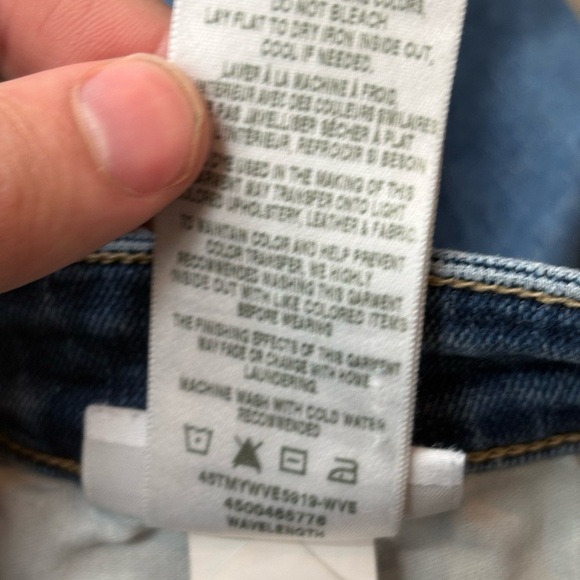 DO NOT BLEACH
LAY FLAT TO DRY IRON INSIDE OUT,
COOL IF NEEDED.
LAVER À LA MACHINE À FROID,
AVEC DES COULEURS SIMILAIRES
SÉCHER À PLAT
REFROIDIR SI BESOIN
USED IN THE MAKING OF THIS
MAY TRANSFER ONTO LIGHT
UPHOLSTERY, LEATHER & FABRIC.
TO MAINTAIN COLOR AND HELP PREVENT
COLOR TRANSFER, WE HIGHLY
RECOMMENDED WASHING THIS GARMENT
INSIDE OUT WITH LIKE COLORED ITEMS
BEFORE WEARING
THE FINISHING EFFECTS OF THIS GARMENT
MAY FADE OR CHANGE WITH HOME
LAUNDERING.
MACHINE WASH WITH COLD WATER
RECOMMENDED
45TMYWVE5919-WVE
WAVELENGTH